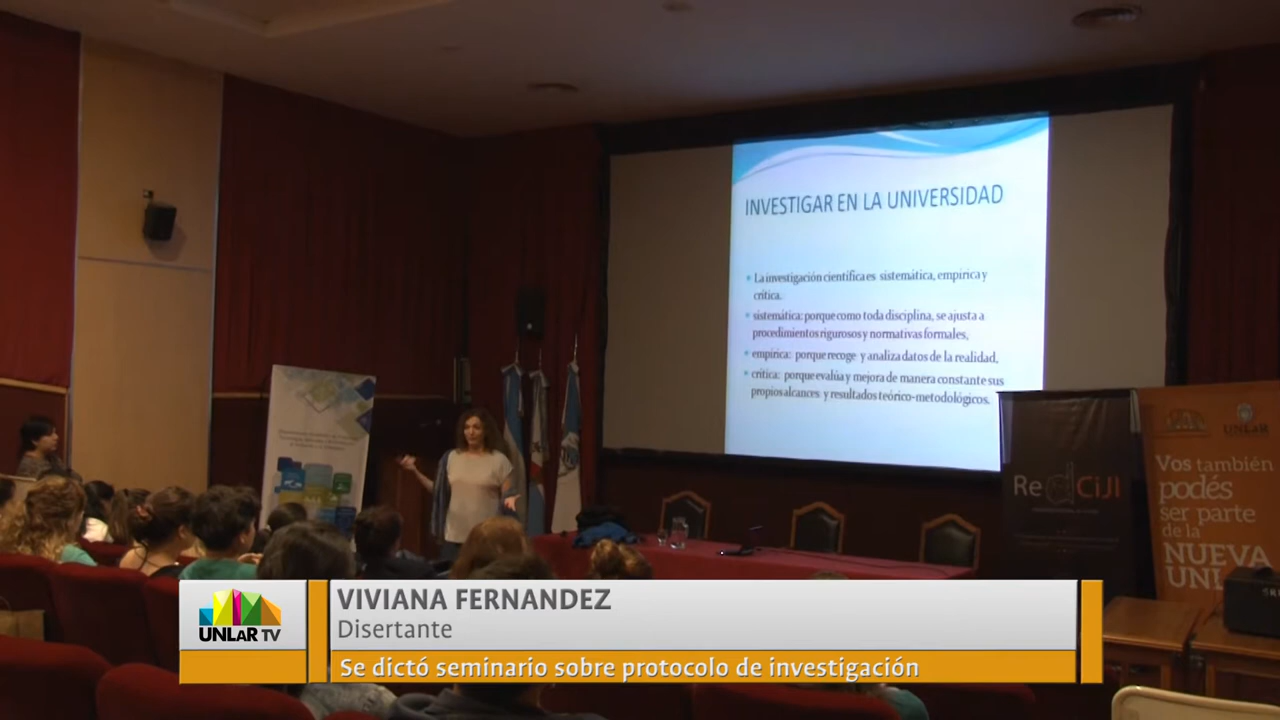 INVESTIGAR EN LA UNIVERSIDAD
La investigación científica es sistemática, empírica y
crítica.
sistemática: porque como toda disciplina, se ajusta a
procedimientos rigurosos y normativas formales,
empírica: porque recoge y analiza datos de la realidad,
crítica: porque evalúa y mejora de manera constante sus
propios alcances y resultados teórico-metodológicos.
RedCiJI
UNLaR
Vos también
podés
ser parte
de la
NUEVA
VIVIANA FERNANDEZ
Disertante
UNLaR TV
Se dictó seminario sobre protocolo de investigación